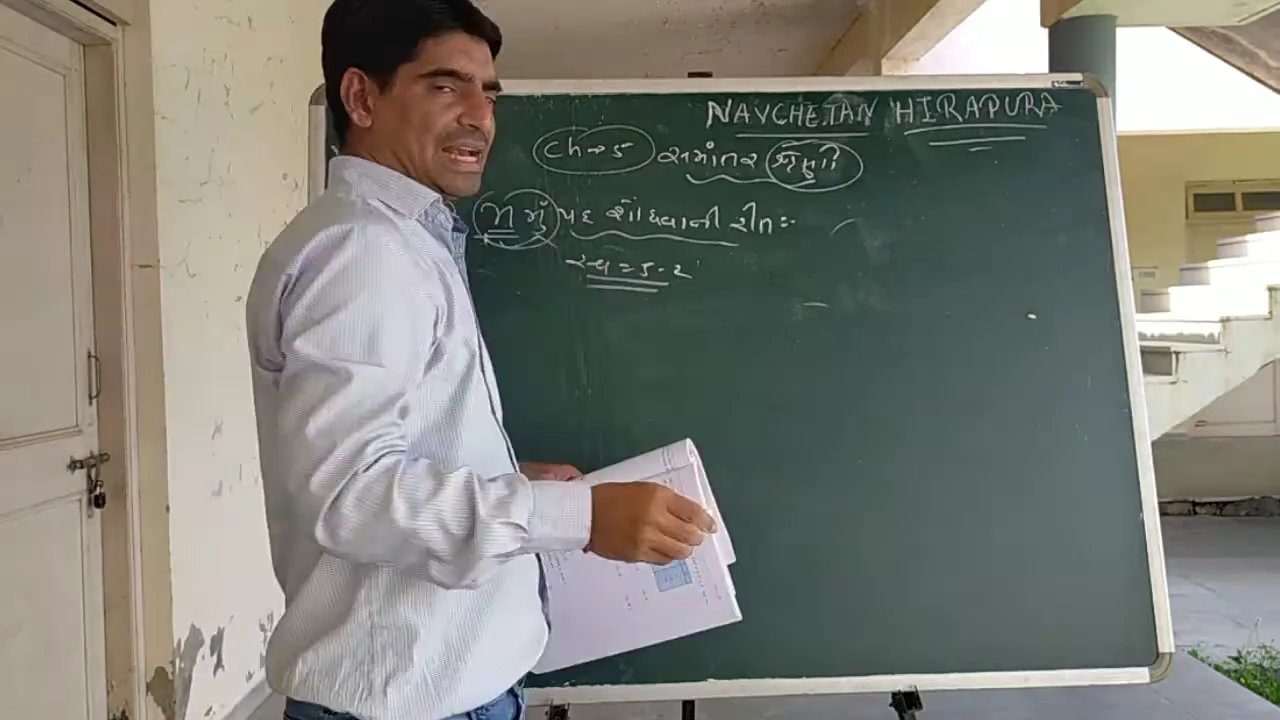 NAVCHETAN HIRAPURA
Ch → 5 સમાંતર શ્રેણી
n મું પદ શોધવાની રીત :-
સ્વા = 5.2